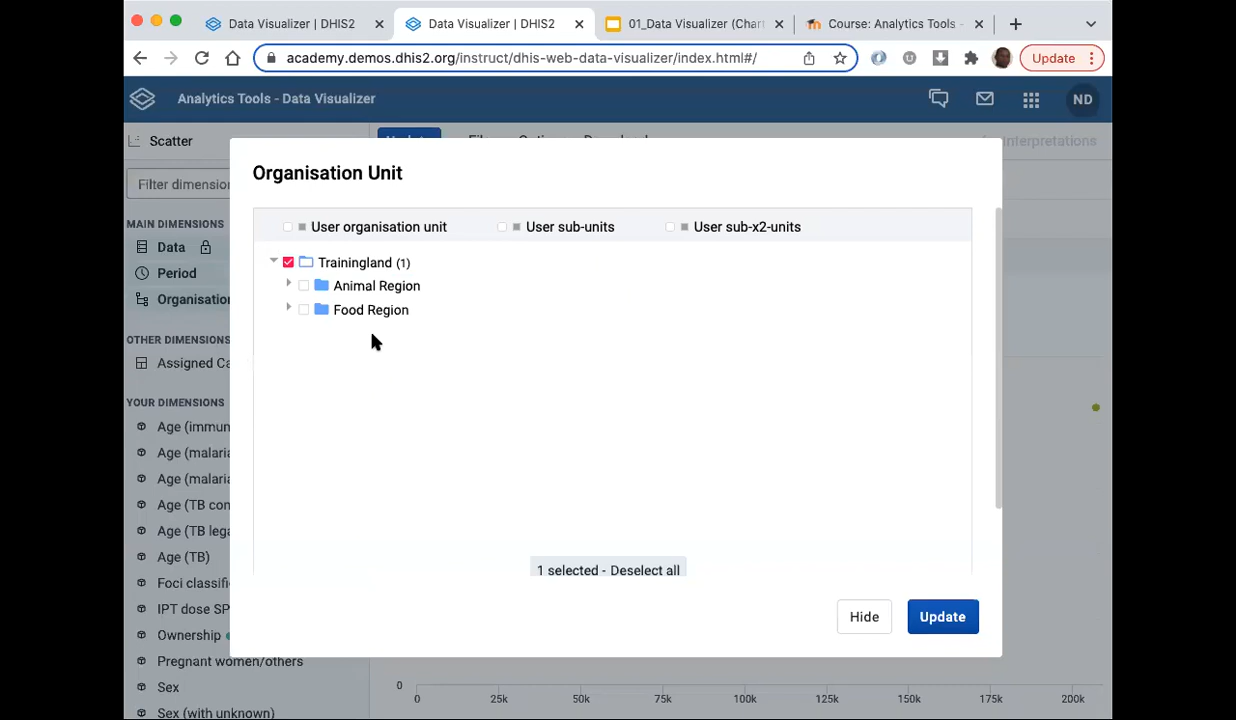 Data Visualizer | DHIS2
Data Visualizer | DHIS2
01_Data Visualizer (Char
Course: Analytics Tools -
academy.demos.dhis2.org/instruct/dhis-web-data-visualizer/index.html#/
Update
Analytics Tools - Data Visualizer
ND
Scatter
Interpretations
Filter dimension
MAIN DIMENSIONS
Data
Period
Organisation
OTHER DIMENSIONS
Assigned Ca
YOUR DIMENSIONS
Age (immun
Age (malaria
Age (malaria
Age (TB con
Age (TB lega
Age (TB)
Foci classifi
IPT dose SP
Ownership
Pregnant women/others
Sex
Sex (with unknown)
Organisation Unit
User organisation unit
User sub-units
User sub-x2-units
Trainingland (1)
Animal Region
Food Region
1 selected - Deselect all
Hide
Update
0
0
25k
50k
75k
100k
125k
150k
175k
200k